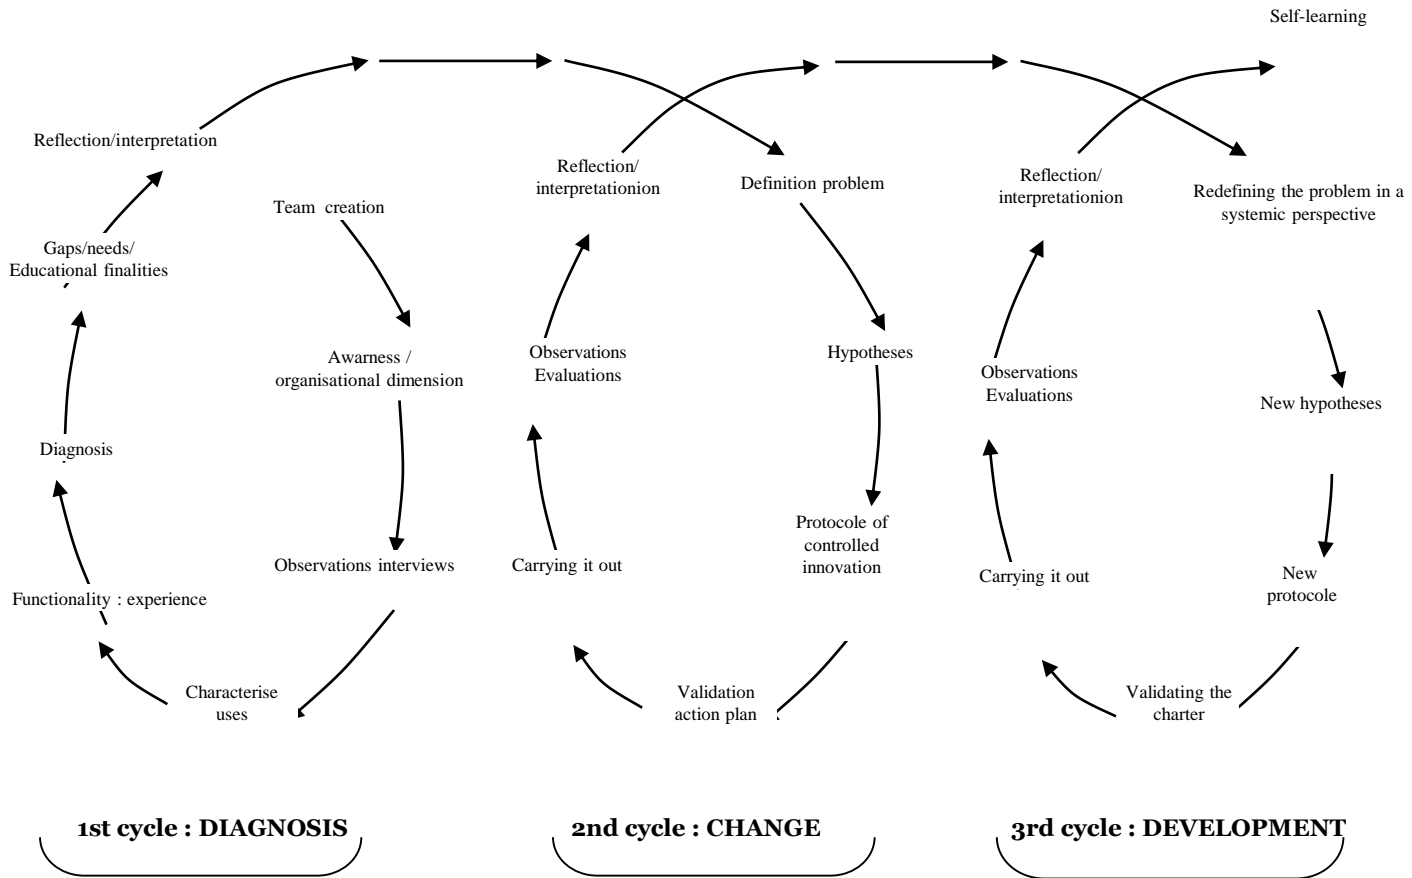 Self-learning
Reflection/interpretation
Team  creation
Gaps/needs/
Educational finalities
Awarness /
organisational dimension
Diagnosis
Observations interviews
Functionality : experience
Characterise
uses
Reflection/
interpretationion
Definition problem
Observations
Evaluations
Hypotheses
Protocole of
controlled
innovation
Carrying it out
Validation
action plan
Reflection/
interpretationion
Redefining the problem in a
systemic perspective
Observations
Evaluations
New hypotheses
Carrying it out
New
protocole
Validating the
charter
1st cycle : DIAGNOSIS
2nd cycle : CHANGE
3rd cycle : DEVELOPMENT